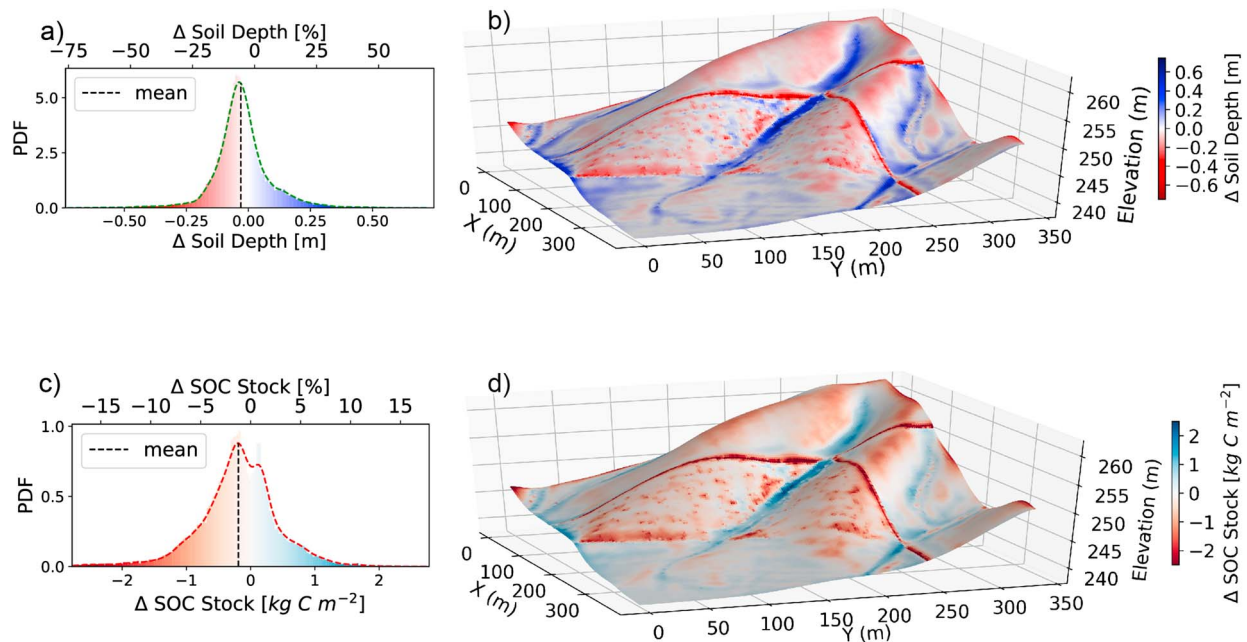 a)
Δ Soil Depth [%]
−75 −50 −25 0 25 50
5.0
2.5
0.0
PDF
mean
−0.50 −0.25 0.00 0.25 0.50
Δ Soil Depth [m]
b)
0
100
200
300
X (m)
0 50 100 150 200 250 300 350
Y (m)
260
255
250
245
240
Elevation (m)
0.6
0.4
0.2
0.0
−0.2
−0.4
−0.6
Δ Soil Depth [m]
c)
Δ SOC Stock [%]
−15 −10 −5 0 5 10 15
1.0
0.5
0.0
PDF
mean
−2 −1 0 1 2
Δ SOC Stock [kg C m⁻²]
d)
0
100
200
300
X (m)
0 50 100 150 200 250 300 350
Y (m)
260
255
250
245
240
Elevation (m)
2
1
0
−1
−2
Δ SOC Stock [kg C m⁻²]